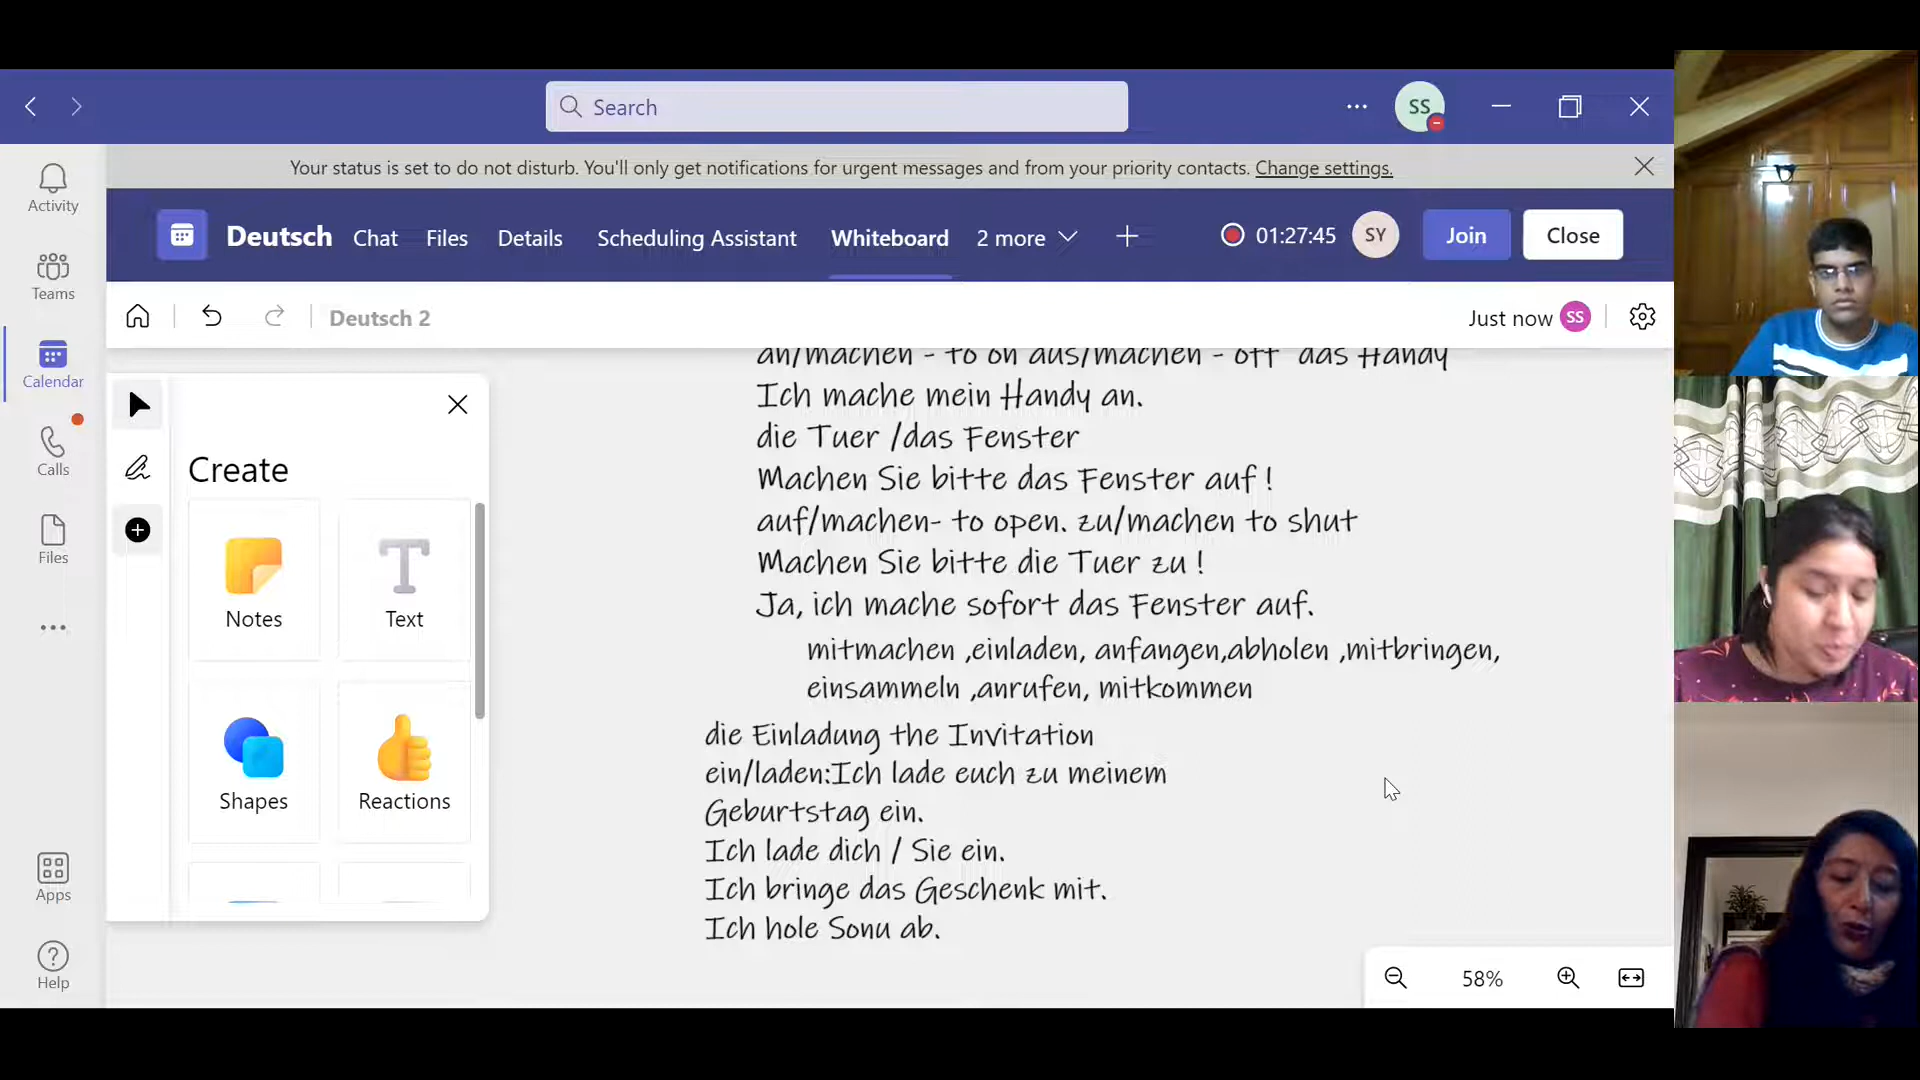 Search
SS
Your status is set to do not disturb. You'll only get notifications for urgent messages and from your priority contacts. Change settings.
Activity
Teams
Calendar
Calls
Files
Apps
Help
Deutsch Chat Files Details Scheduling Assistant Whiteboard 2 more 01:27:45 SY Join Close
Deutsch 2
Just now SS
Create
Notes
Text
Shapes
Reactions
an/machen - to on aus/machen - off das Handy
Ich mache mein Handy an.
die Tuer /das Fenster
Machen Sie bitte das Fenster auf !
auf/machen- to open. zu/machen to shut
Machen Sie bitte die Tuer zu !
Ja, ich mache sofort das Fenster auf.
mitmachen ,einladen, anfangen,abholen ,mitbringen,
einsammeln ,anrufen, mitkommen
die Einladung the Invitation
ein/laden:Ich lade euch zu meinem
Geburtstag ein.
Ich lade dich / Sie ein.
Ich bringe das Geschenk mit.
Ich hole Sonu ab.
58%